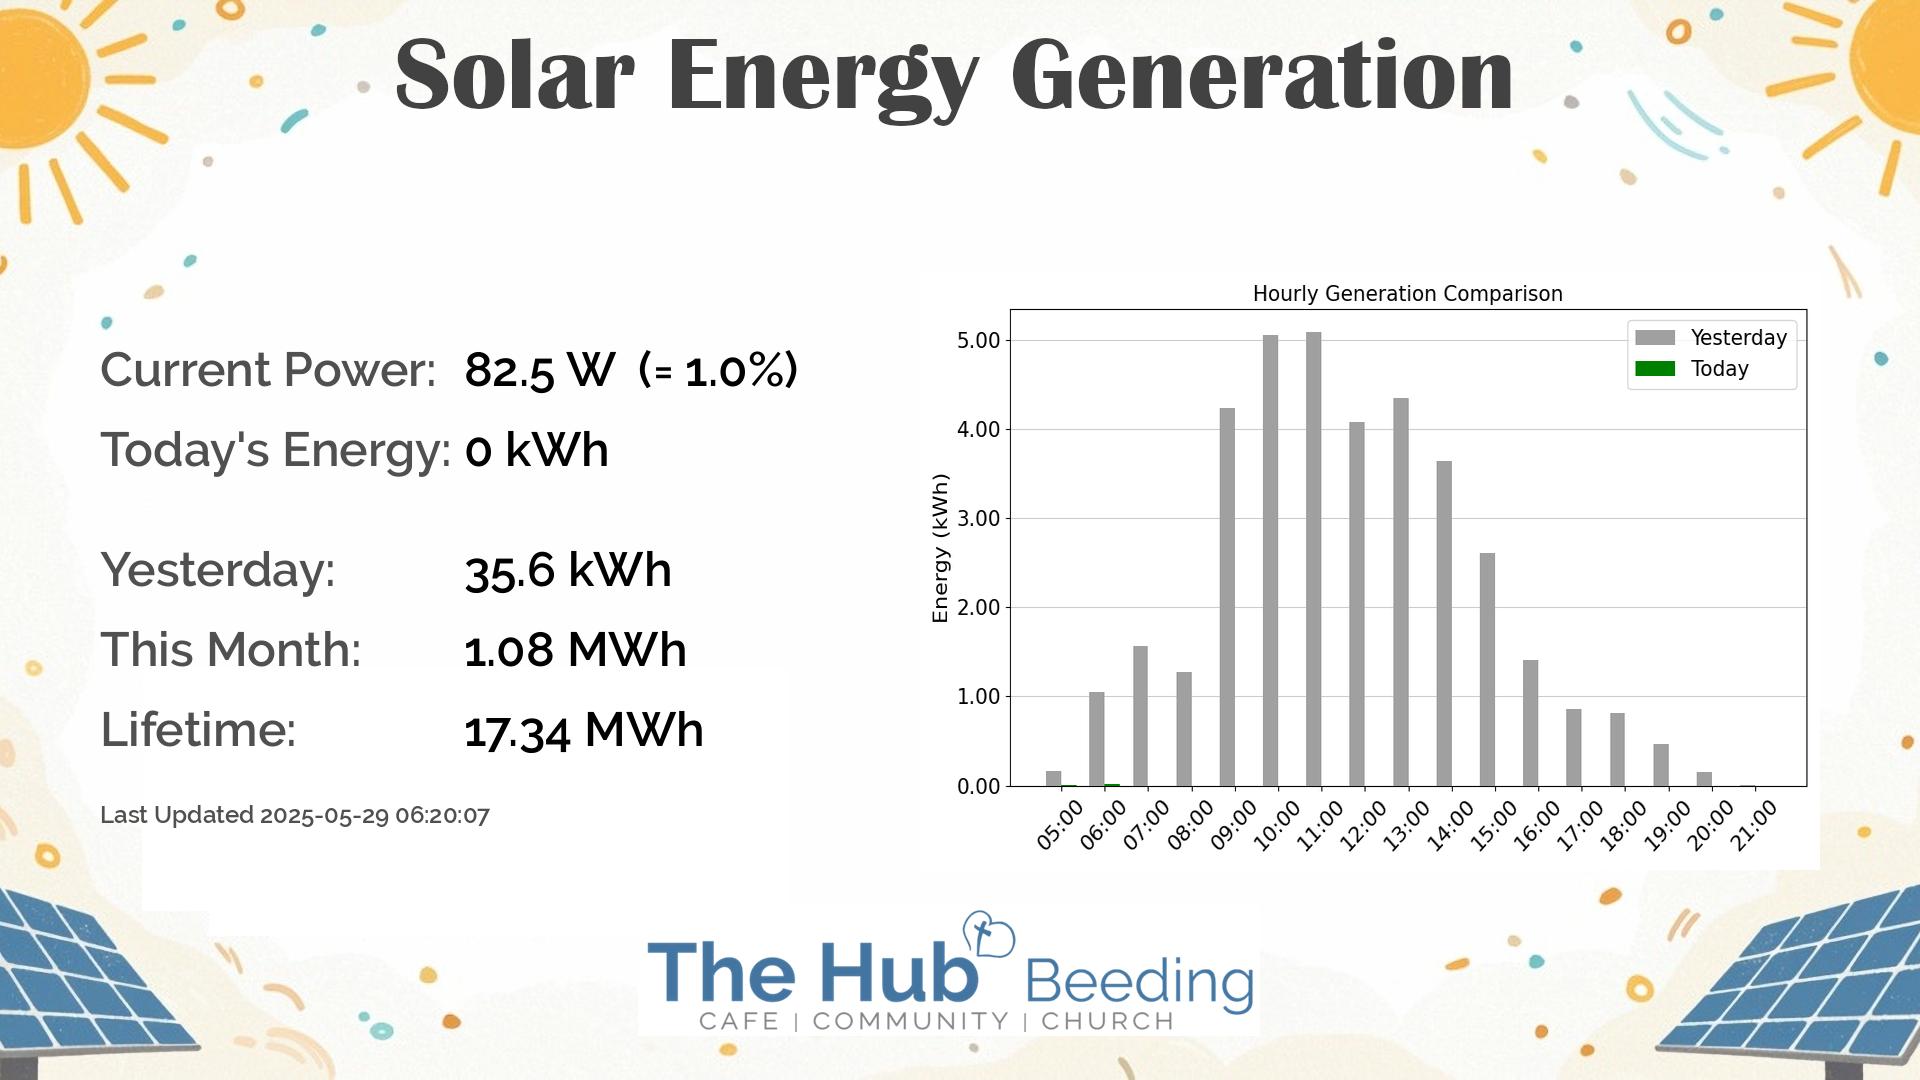 Solar Energy Generation
Current Power: 82.5 W (= 1.0%)
Today's Energy: 0 kWh
Yesterday: 35.6 kWh
This Month: 1.08 MWh
Lifetime: 17.34 MWh
Last Updated 2025-05-29 06:20:07
Hourly Generation Comparison
Yesterday
Today
Energy (kWh)
5.00
4.00
3.00
2.00
1.00
0.00
05:00 06:00 07:00 08:00 09:00 10:00 11:00 12:00 13:00 14:00 15:00 16:00 17:00 18:00 19:00 20:00 21:00
The Hub Beeding
CAFE | COMMUNITY | CHURCH